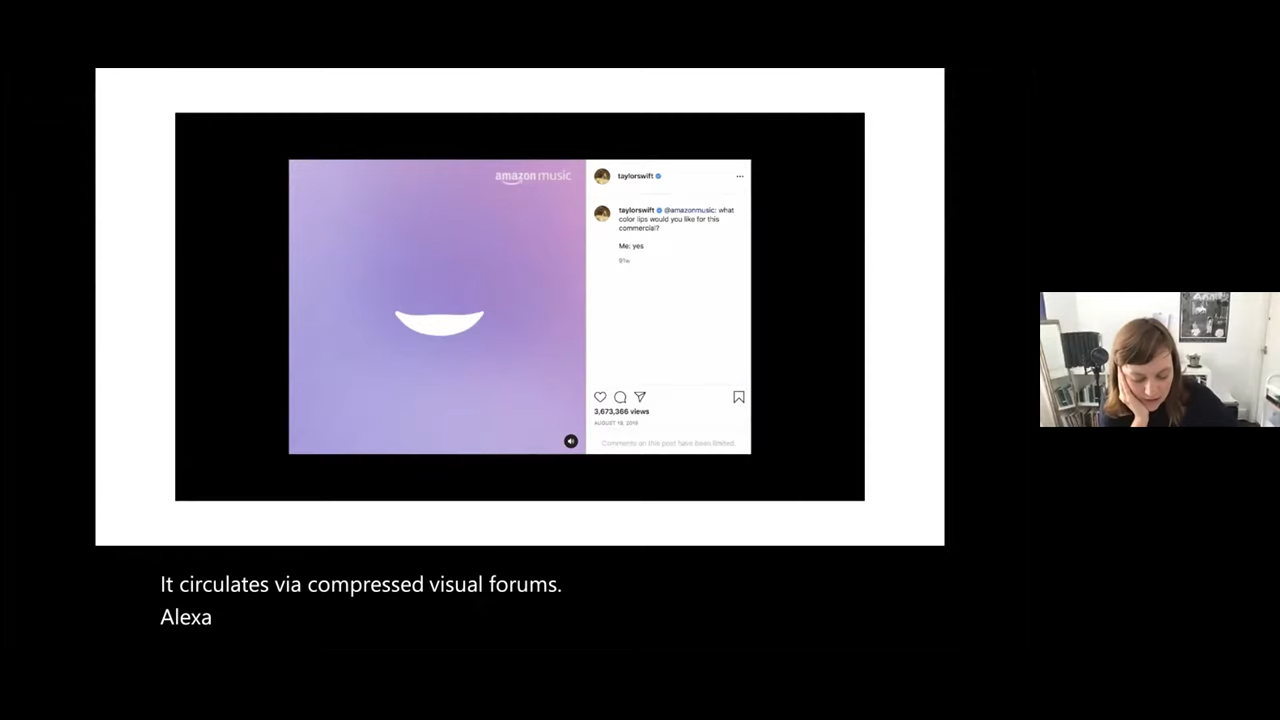 amazon music
taylorswift
taylorswift @amazonmusic: what
color lips would you like for this
commercial?
Me: yes
91w
3,673,366 views
AUGUST 19, 2019
Comments on this post have been limited.
It circulates via compressed visual forums.
Alexa